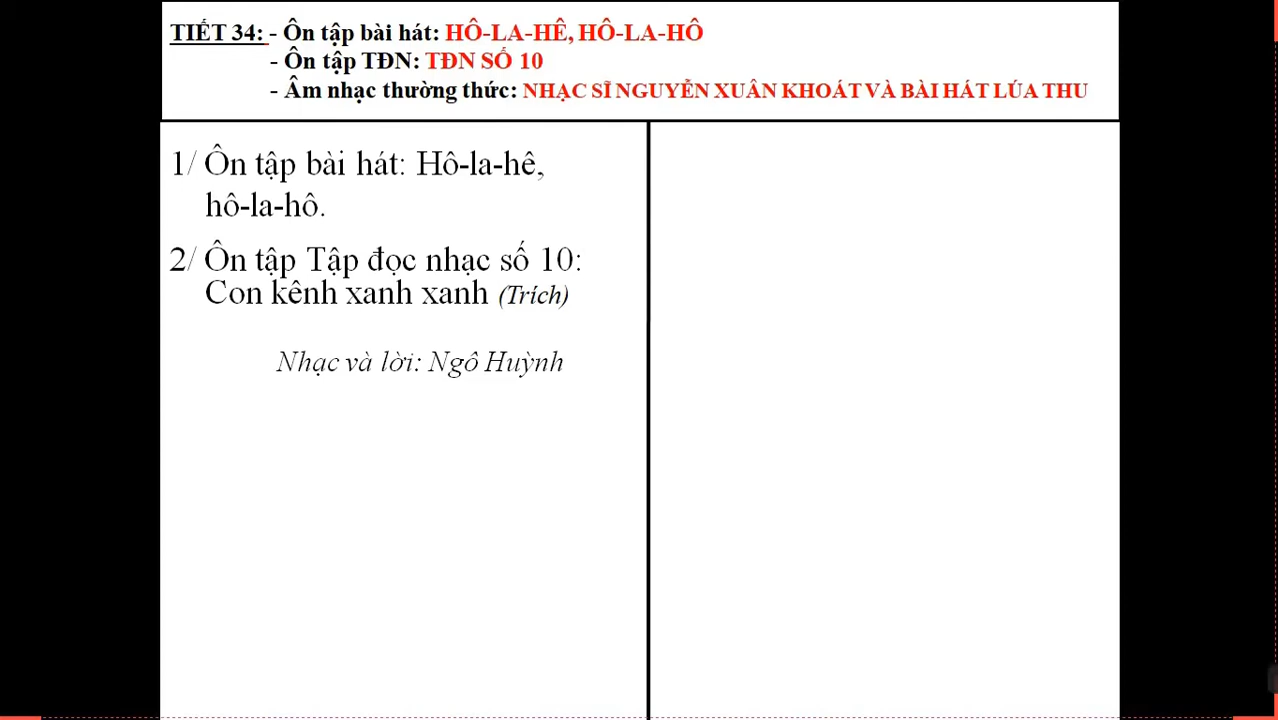 TIẾT 34: - Ôn tập bài hát: HÔ-LA-HÊ, HÔ-LA-HÔ
- Ôn tập TĐN: TĐN SỐ 10
- Âm nhạc thường thức: NHẠC SĨ NGUYỄN XUÂN KHOÁT VÀ BÀI HÁT LÚA THU
1/ Ôn tập bài hát: Hô-la-hê,
hô-la-hô.
2/ Ôn tập Tập đọc nhạc số 10:
Con kênh xanh xanh (Trích)
Nhạc và lời: Ngô Huỳnh